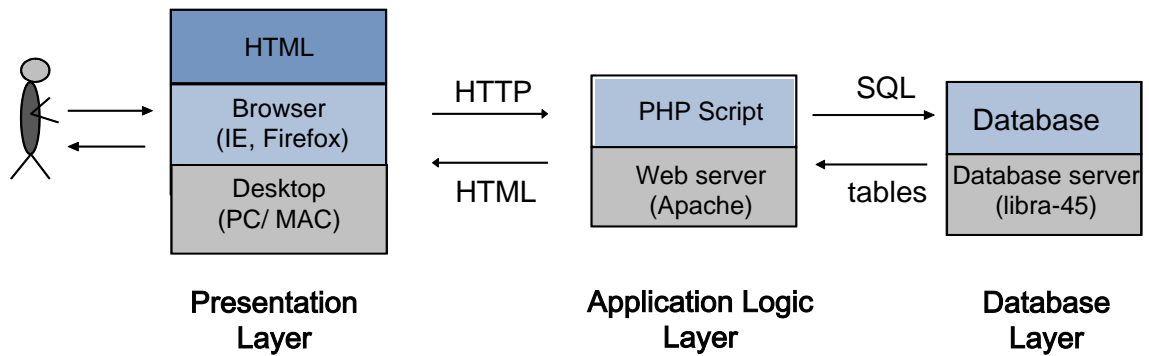 HTML
Browser
(IE, Firefox)
Desktop
(PC/ MAC)
HTTP
HTML
PHP Script
Web server
(Apache)
SQL
tables
Database
Database server
(libra-45)
Presentation
Layer
Application Logic
Layer
Database
Layer